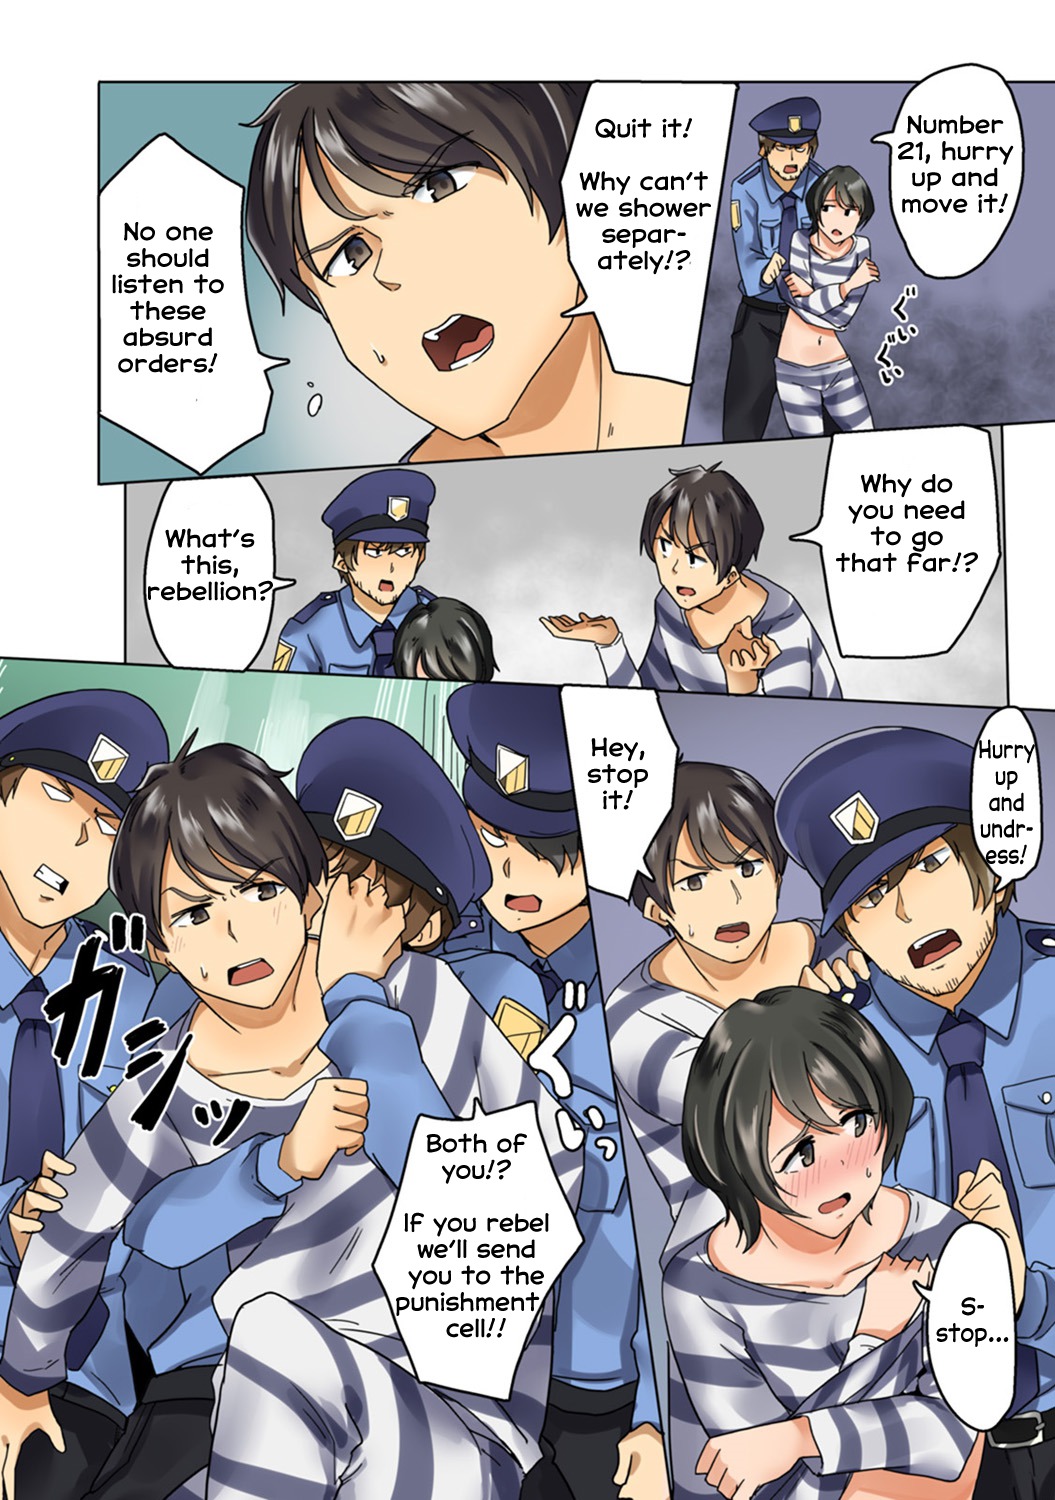 Number
21, hurry
up and
move it!
ぐいぐい
Quit it!
Why can't
we shower
separ-
ately!?
No one
should
listen to
these
absurd
orders!
Why do
you need
to go
that far!?
What's
this,
rebellion?
Hurry
up
and
undr-
ess!
Hey,
stop
it!
S-
stop...
ぐいっ
Both of
you!?
If you rebel
we'll send
you to the
punishment
cell!!
ガシッ